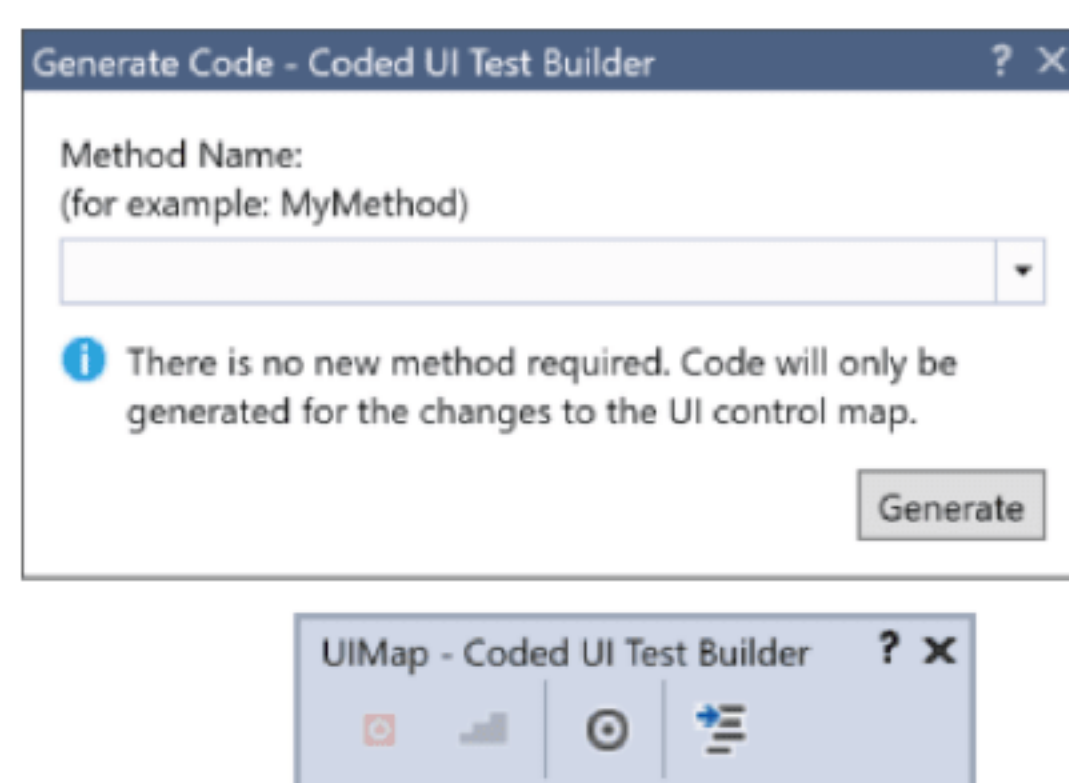 Generate Code - Coded UI Test Builder ? ×
Method Name:
(for example: MyMethod)
There is no new method required. Code will only be
generated for the changes to the UI control map.
Generate
UIMap - Coded UI Test Builder ? ×